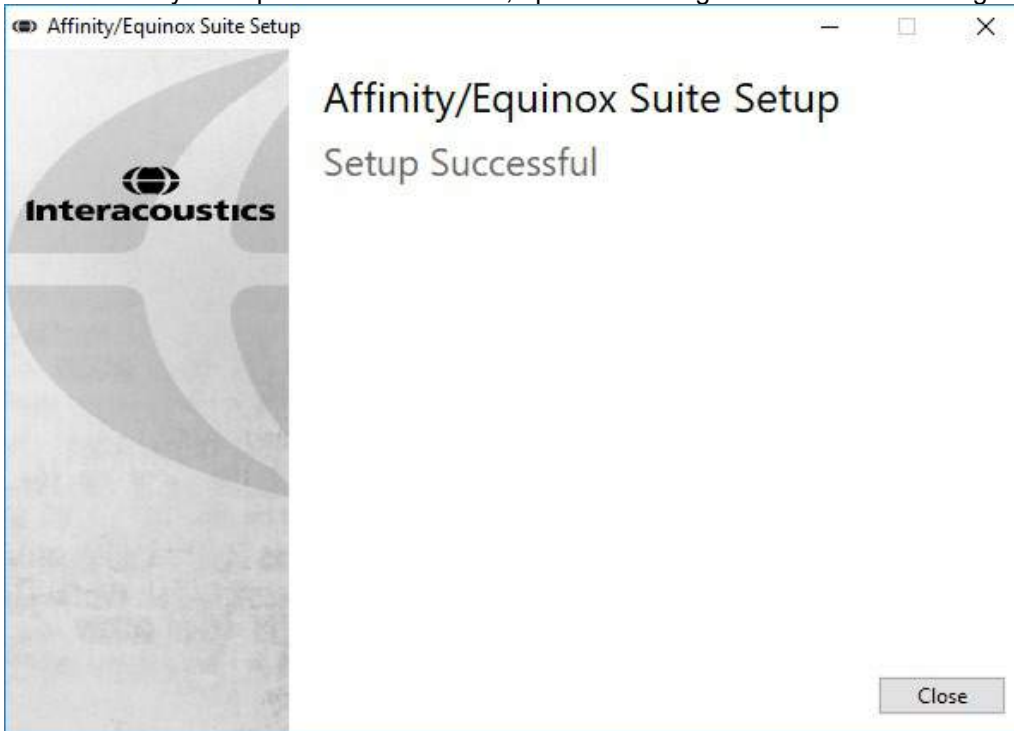 Affinity/Equinox Suite Setup
Affinity/Equinox Suite Setup
Setup Successful
Interacoustics
Close